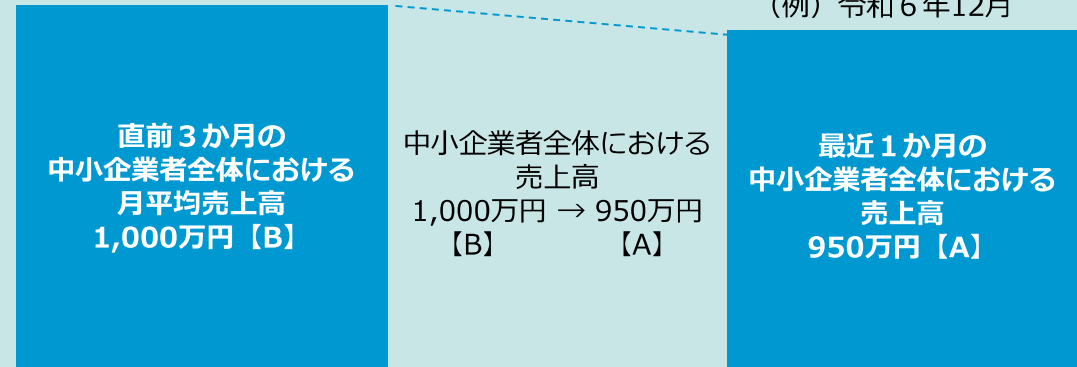 （例）令和６年12月
直前３か月の
中小企業者全体における
月平均売上高
1,000万円【B】
中小企業者全体における
売上高
1,000万円 → 950万円
【B】 【A】
最近１か月の
中小企業者全体における
売上高
950万円【A】